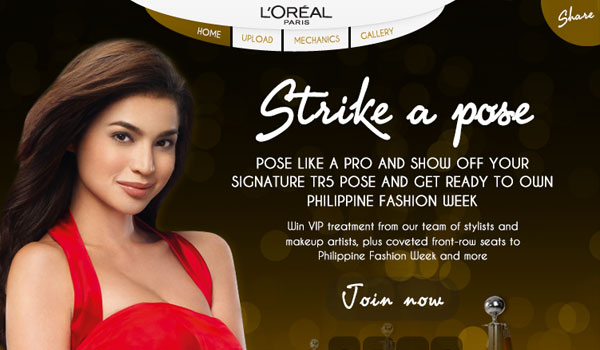 L'ORÉAL
PARIS
Share
HOME
UPLOAD
MECHANICS
GALLERY
Strike a pose
POSE LIKE A PRO AND SHOW OFF YOUR
SIGNATURE TR5 POSE AND GET READY TO OWN
PHILIPPINE FASHION WEEK
Win VIP treatment from our team of stylists and
makeup artists, plus coveted front-row seats to
Philippine Fashion Week and more
Join now